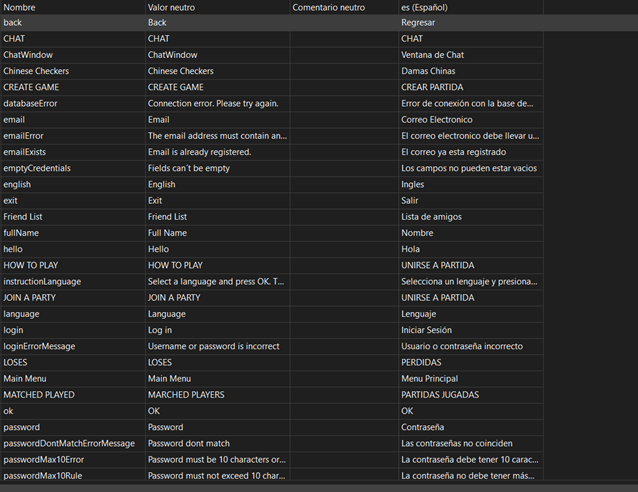 Nombre Valor neutro Comentario neutro es (Español)
back Back Regresar
CHAT CHAT CHAT
ChatWindow ChatWindow Ventana de Chat
Chinese Checkers Chinese Checkers Damas Chinas
CREATE GAME CREATE GAME CREAR PARTIDA
databaseError Connection error. Please try again. Error de conexión con la base de...
email Email Correo Electronico
emailError The email address must contain an... El correo electronico debe llevar u...
emailExists Email is already registered. El correo ya esta registrado
emptyCredentials Fields can´t be empty Los campos no pueden estar vacios
english English Ingles
exit Exit Salir
Friend List Friend List Lista de amigos
fullName Full Name Nombre
hello Hello Hola
HOW TO PLAY HOW TO PLAY UNIRSE A PARTIDA
instructionLanguage Select a language and press OK. T... Selecciona un lenguaje y presiona...
JOIN A PARTY JOIN A PARTY UNIRSE A PARTIDA
language Language Lenguaje
login Log in Iniciar Sesión
loginErrorMessage Username or password is incorrect Usuario o contraseña incorrecto
LOSES LOSES PERDIDAS
Main Menu Main Menu Menu Principal
MATCHED PLAYED MARCHED PLAYERS PARTIDAS JUGADAS
ok OK OK
password Password Contraseña
passwordDontMatchErrorMessage Password dont match Las contraseñas no coinciden
passwordMax10Error Password must be 10 characters or... La contraseña debe tener 10 carac...
passwordMax10Rule Password must not exceed 10 char... La contraseña no debe tener más...